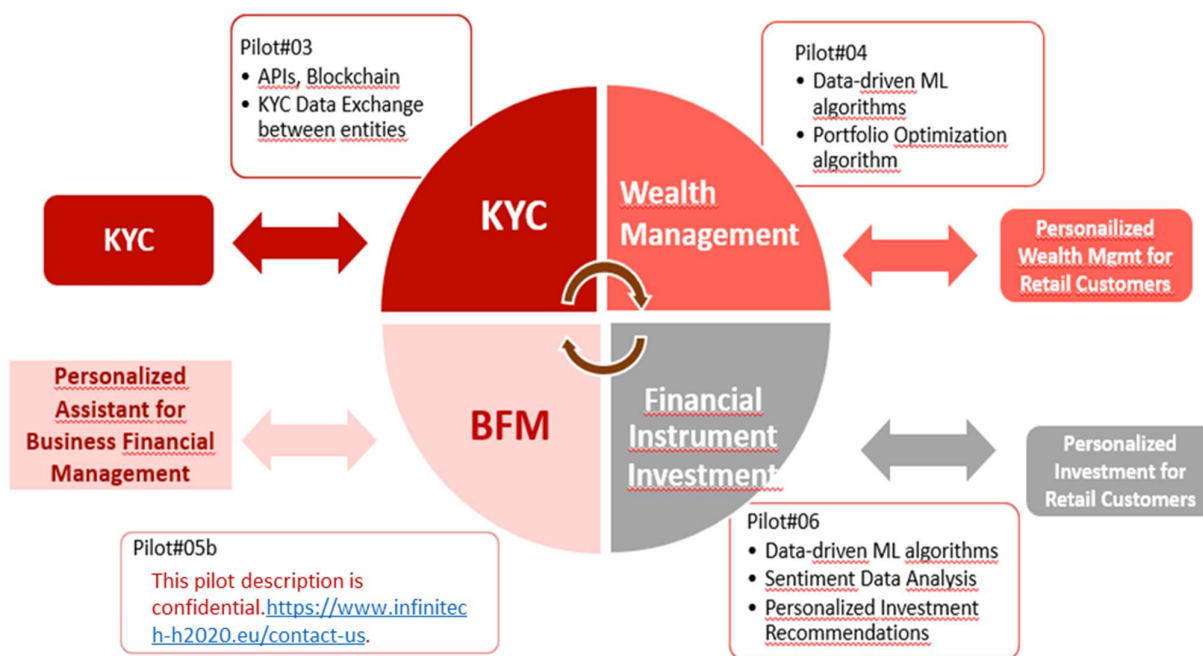 Pilot#03
• APIs, Blockchain
• KYC Data Exchange
between entities
Pilot#04
• Data-driven ML
algorithms
• Portfolio Optimization
algorithm
KYC
KYC
Wealth
Management
Personailized
Wealth Mgmt for
Retail Customers
Personalized
Assistant for
Business Financial
Management
BFM
Financial
Instrument
Investment
Personalized
Investment for
Retail Customers
Pilot#05b
This pilot description is
confidential.https://www.infinitec
h-h2020.eu/contact-us.
Pilot#06
• Data-driven ML algorithms
• Sentiment Data Analysis
• Personalized Investment
Recommendations